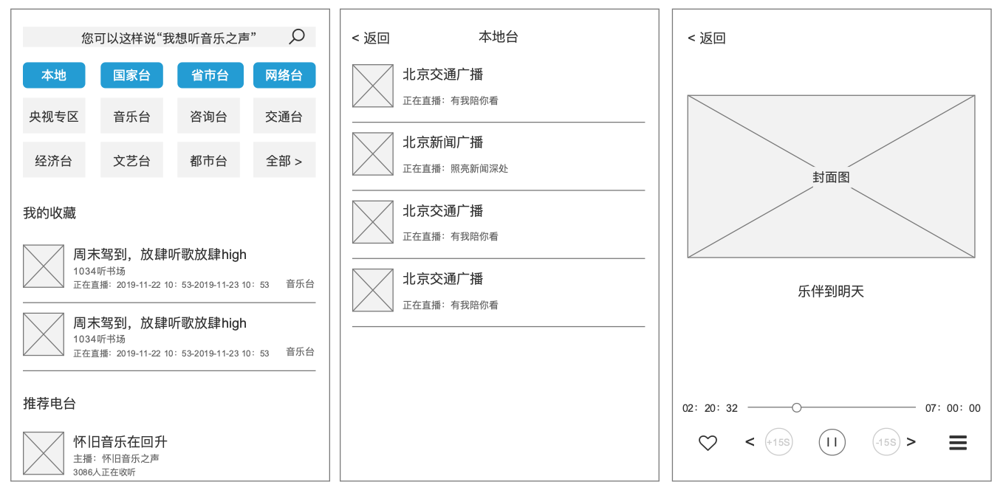 您可以这样说“我想听音乐之声”
本地 国家台 省市台 网络台
央视专区 音乐台 咨询台 交通台
经济台 文艺台 都市台 全部 >
我的收藏
周末驾到，放肆听歌放肆high
1034听书场
正在直播：2019-11-22 10：53-2019-11-23 10：53 音乐台
周末驾到，放肆听歌放肆high
1034听书场
正在直播：2019-11-22 10：53-2019-11-23 10：53 音乐台
推荐电台
怀旧音乐在回升
主播：怀旧音乐之声
3086人正在收听
< 返回 本地台
北京交通广播
正在直播：有我陪你看
北京新闻广播
正在直播：照亮新闻深处
北京交通广播
正在直播：有我陪你看
北京交通广播
正在直播：有我陪你看
< 返回
封面图
乐伴到明天
02：20：32 07：00：00
< +15S -15S >